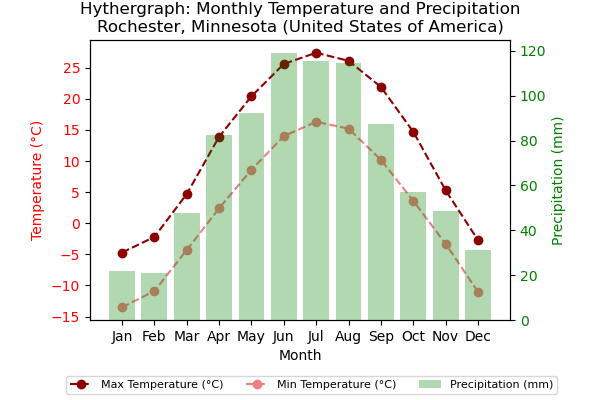 Hythergraph: Monthly Temperature and Precipitation
Rochester, Minnesota (United States of America)
Temperature (°C)
25
20
15
10
5
0
−5
−10
−15
120
100
80
60
40
20
0
Precipitation (mm)
Jan Feb Mar Apr May Jun Jul Aug Sep Oct Nov Dec
Month
Max Temperature (°C) Min Temperature (°C) Precipitation (mm)